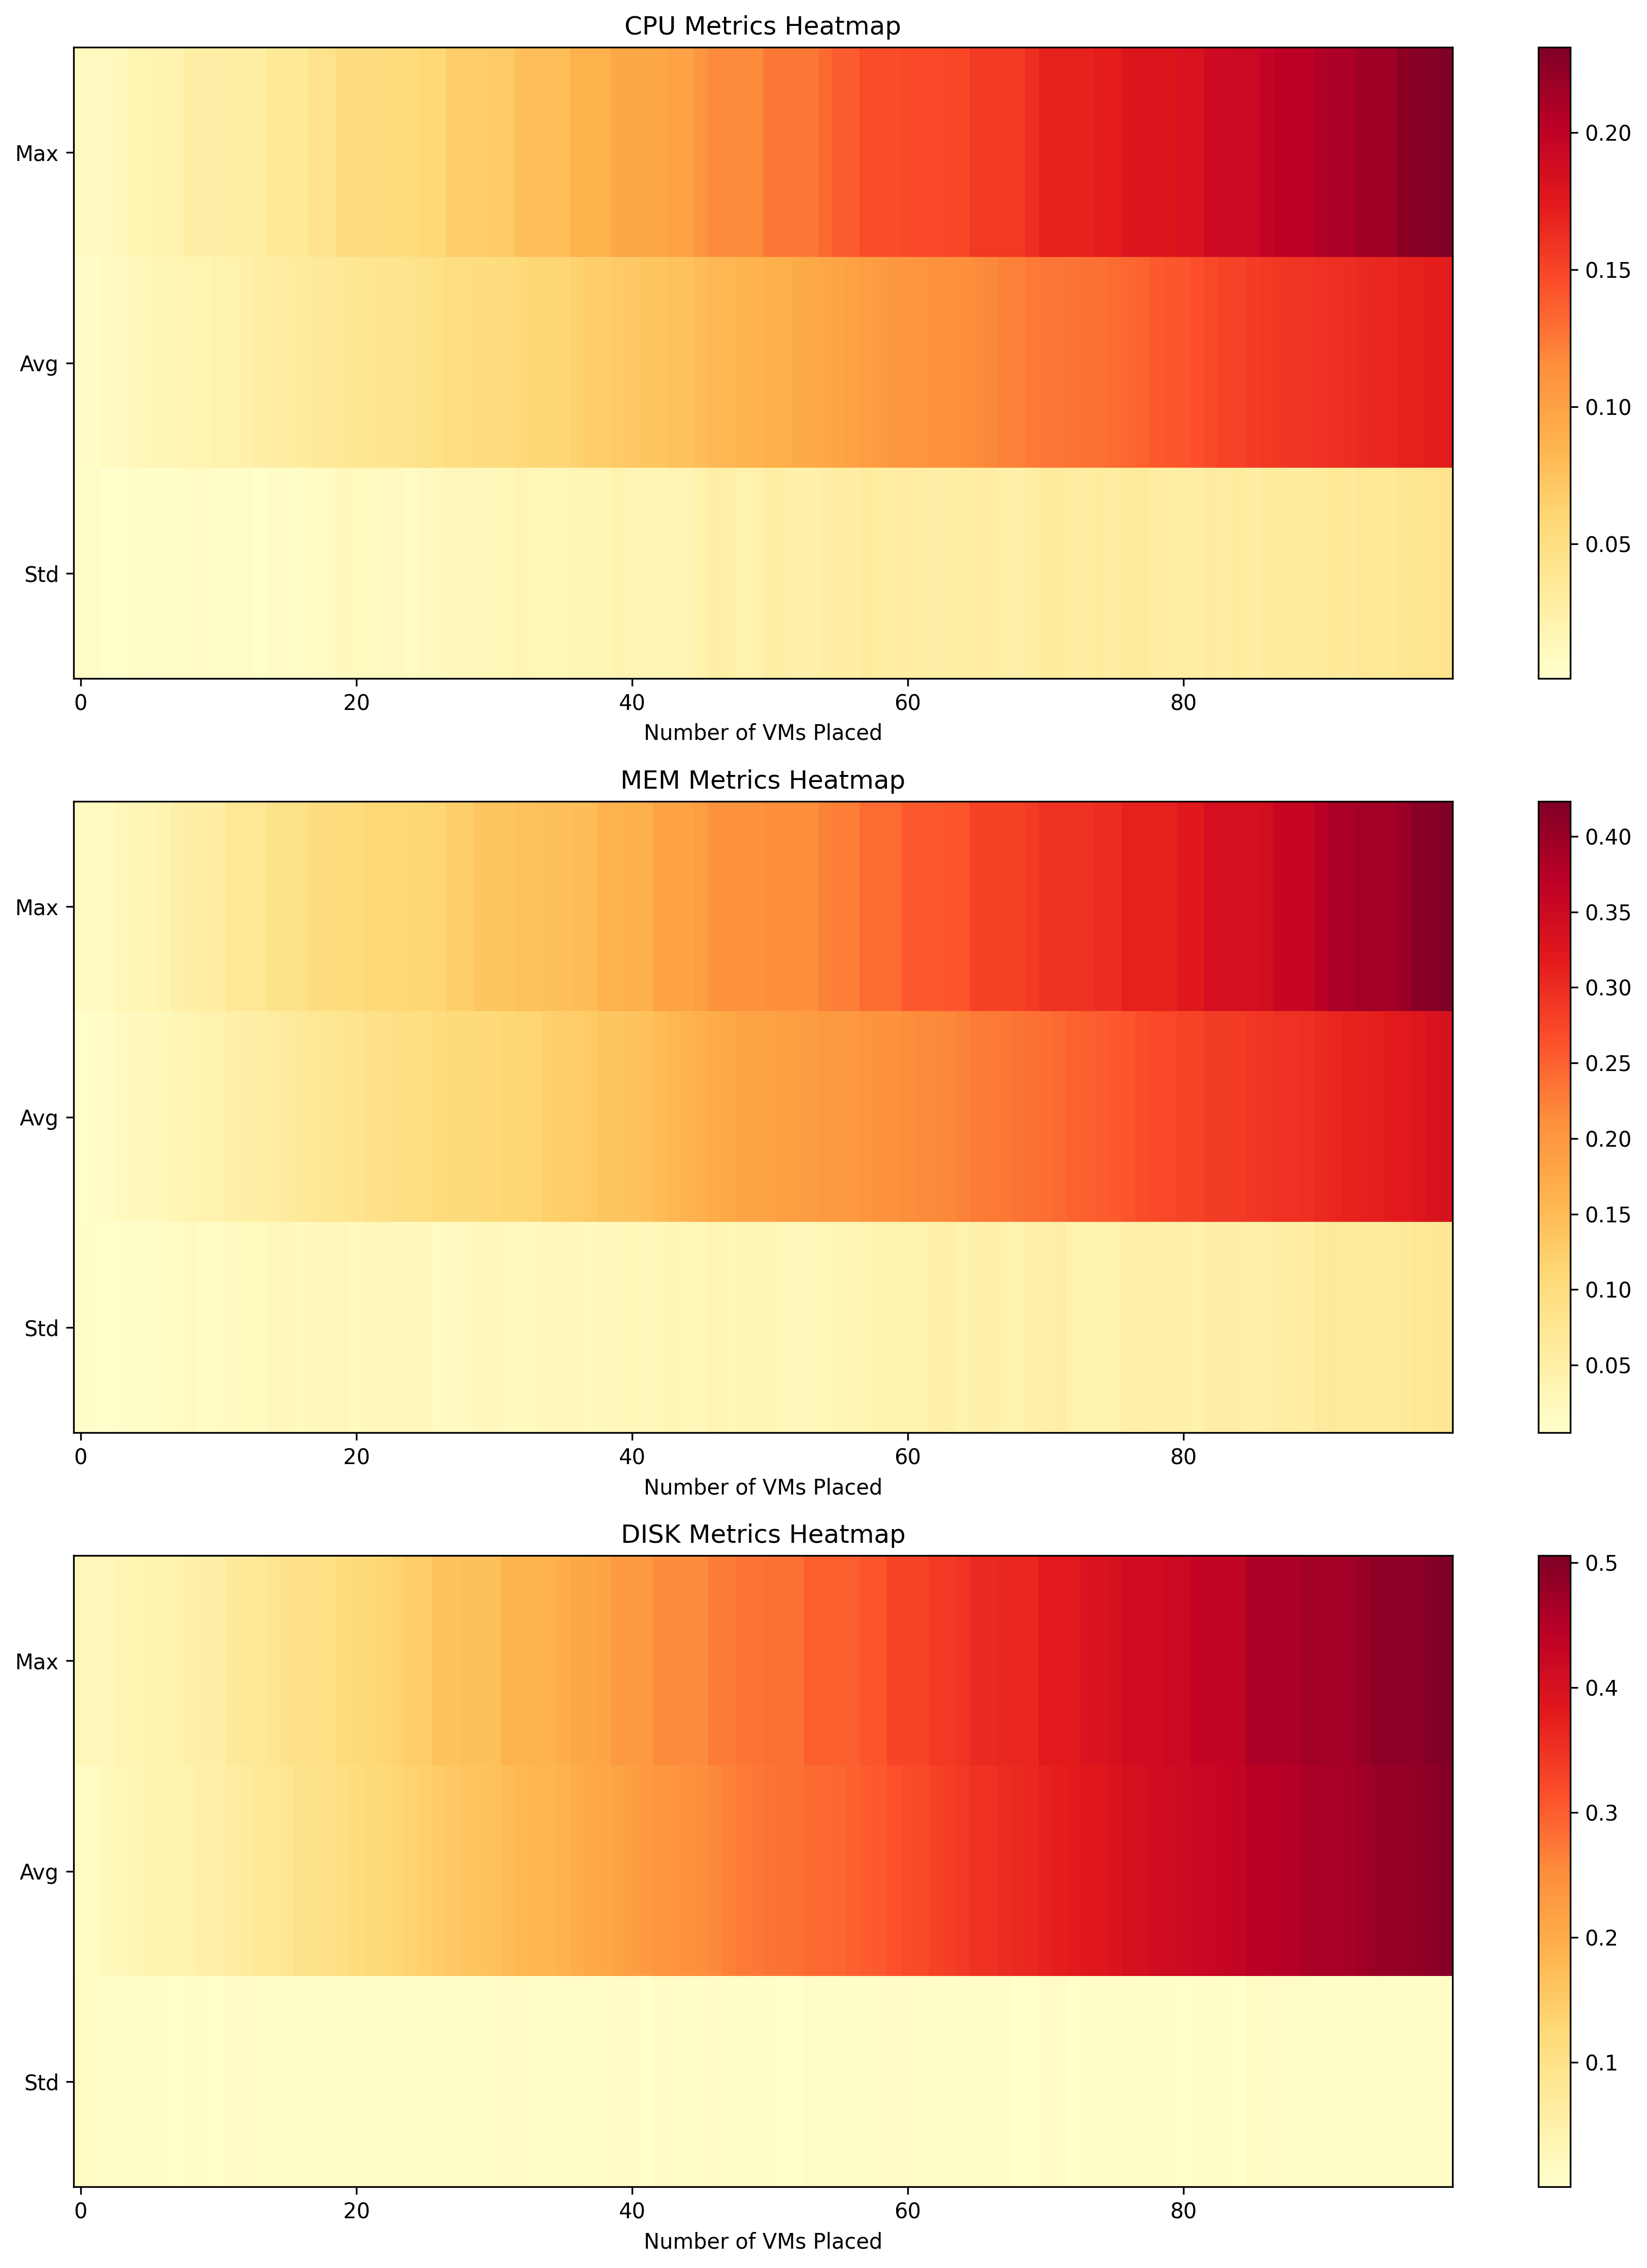 CPU Metrics Heatmap
Max
Avg
Std
0 20 40 60 80
Number of VMs Placed
0.20
0.15
0.10
0.05
MEM Metrics Heatmap
Max
Avg
Std
0 20 40 60 80
Number of VMs Placed
0.40
0.35
0.30
0.25
0.20
0.15
0.10
0.05
DISK Metrics Heatmap
Max
Avg
Std
0 20 40 60 80
Number of VMs Placed
0.5
0.4
0.3
0.2
0.1